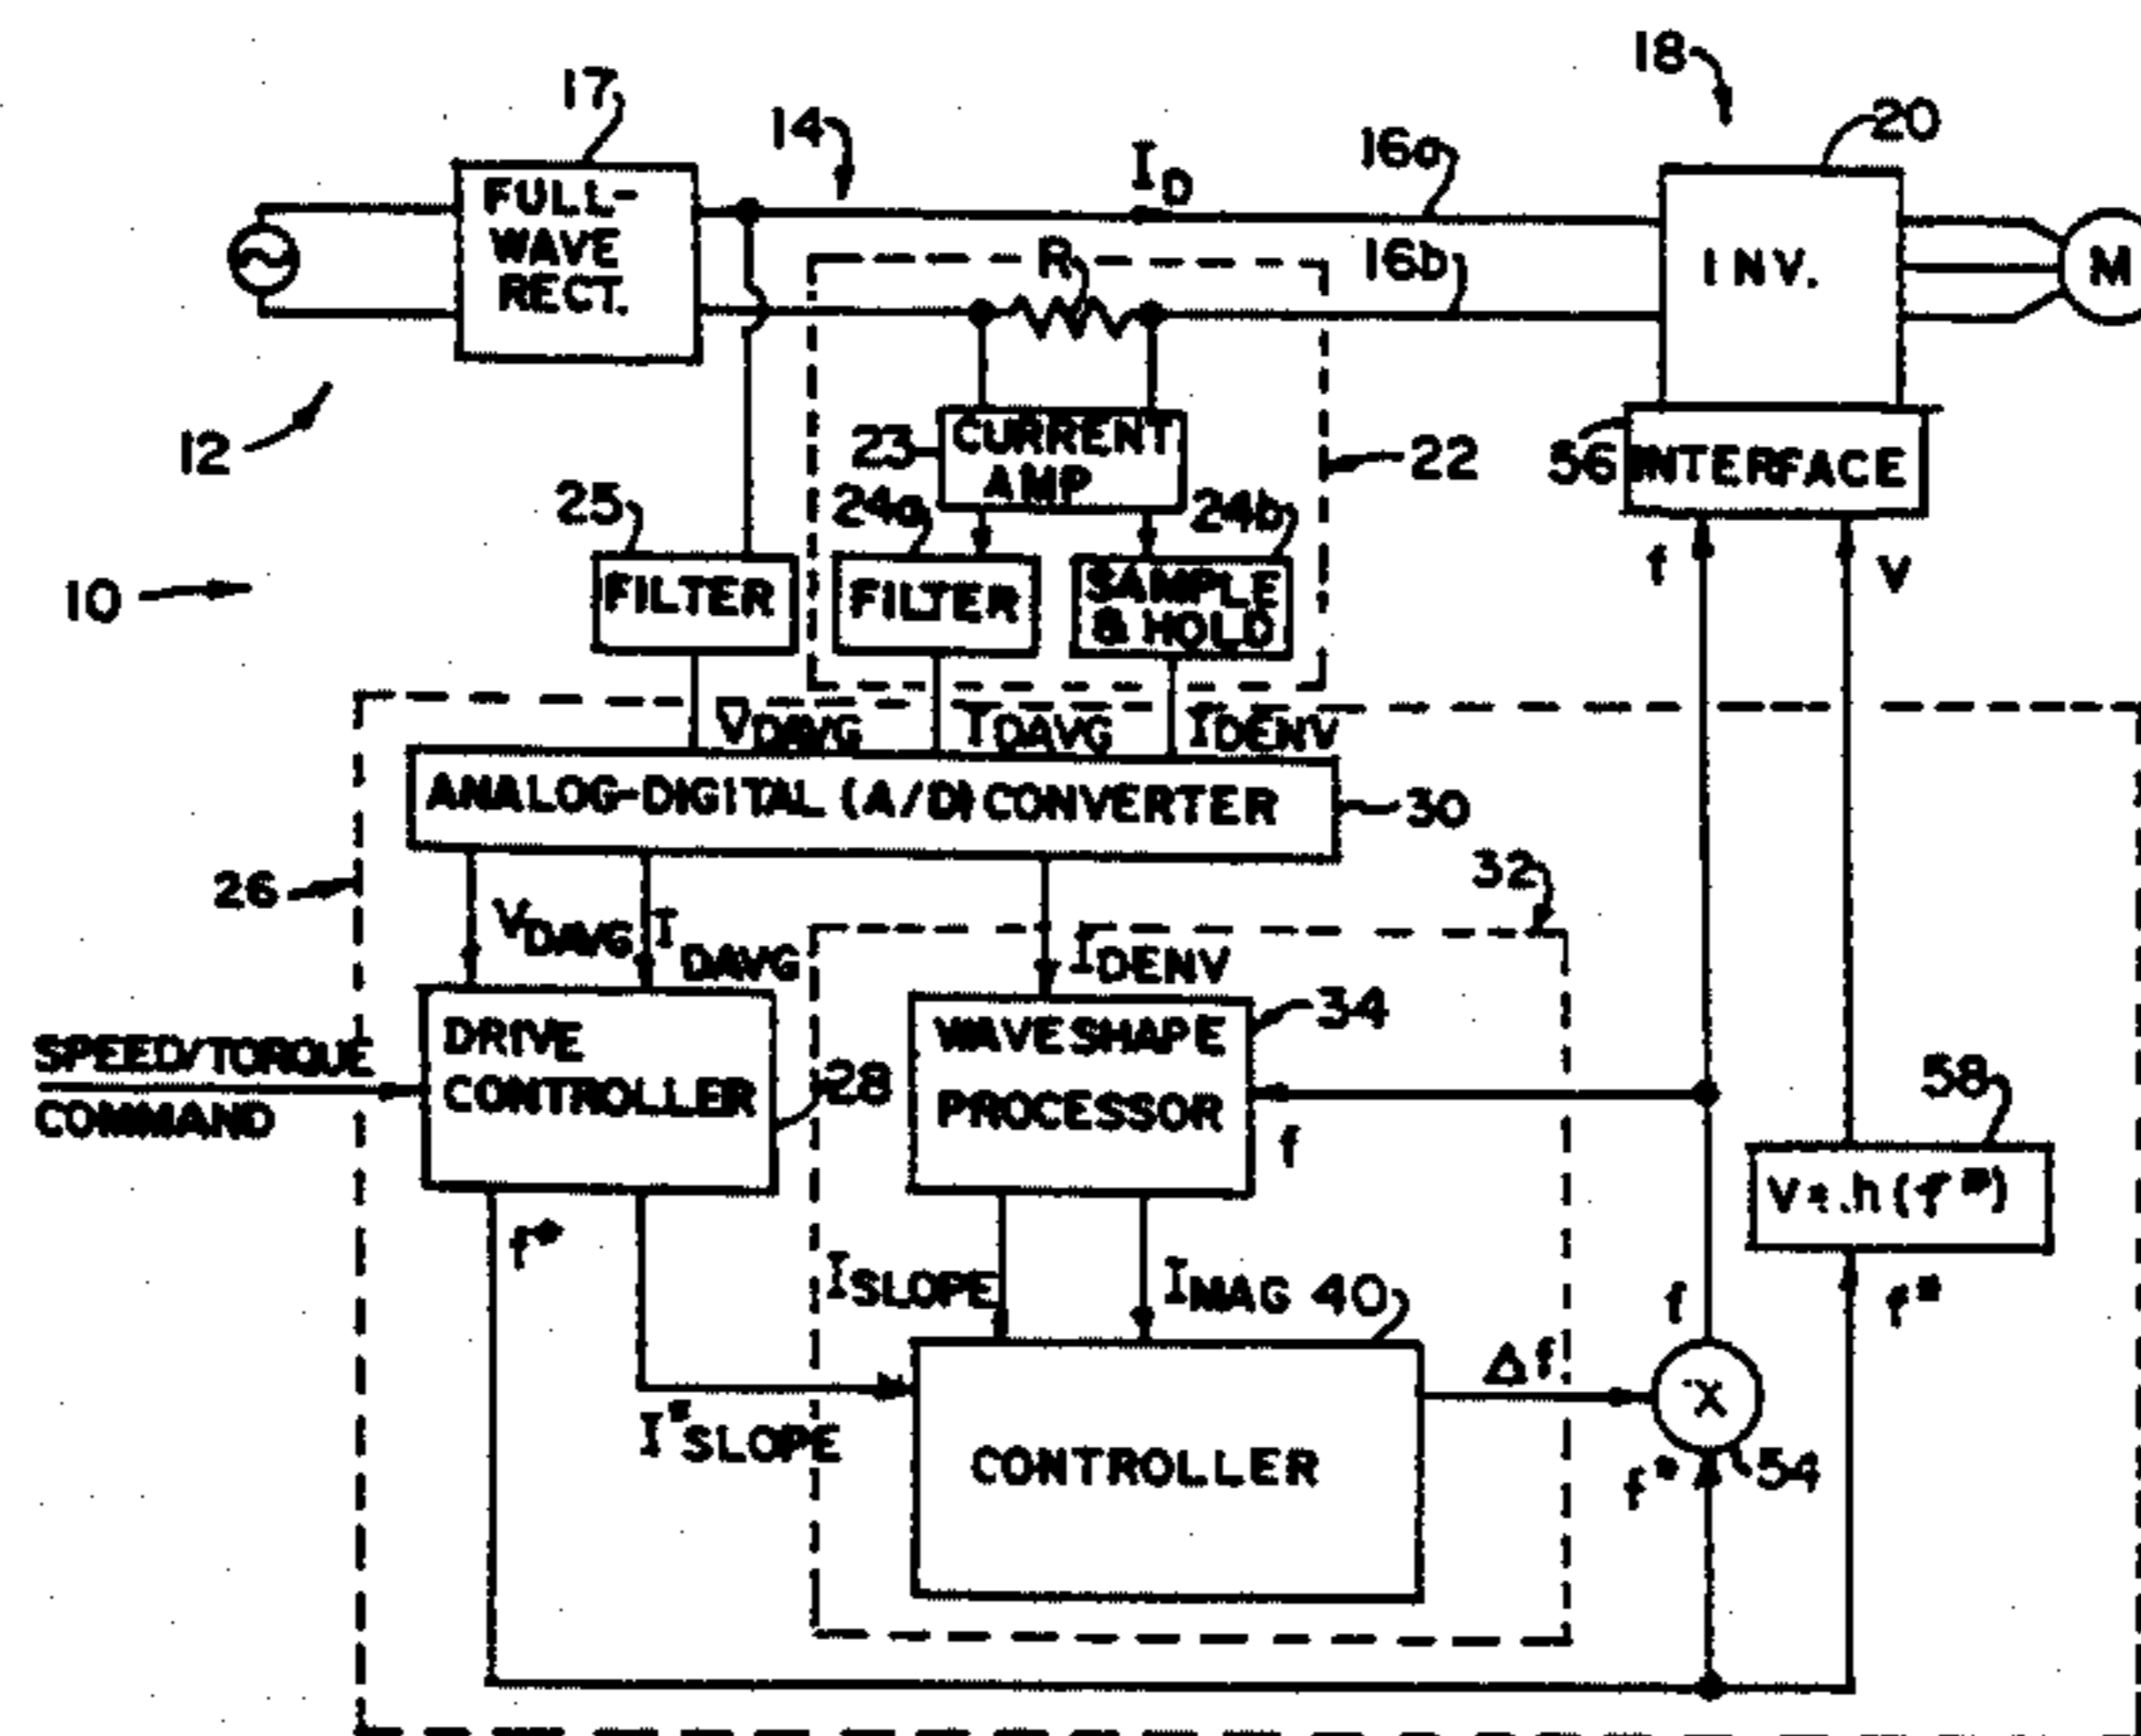 18
17
14
20
I_D
16a
FULL-
WAVE
RECT.
R
16b
INV.
M
12
23
CURRENT
AMP
22
56
INTERFACE
25
24a
24b
10
FILTER
FILTER
SAMPLE
& HOLD
f
V
V_DAVG
I_DAVG
I_DENV
ANALOG-DIGITAL (A/D) CONVERTER
30
26
32
V_DAVG
I_DAVG
I_DENV
34
SPEED/TORQUE
COMMAND
DRIVE
CONTROLLER
28
WAVESHAPE
PROCESSOR
f
58
V=.h(f*)
f*
I_SLOPE
I_MAG
40
f
f*
Δf
X
I*_SLOPE
CONTROLLER
f*
54